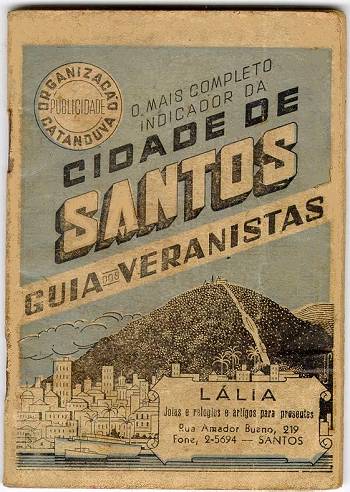 ORGANIZAÇÃO
PUBLICIDADE
CATANDUVA
O MAIS COMPLETO
INDICADOR DA
CIDADE DE
SANTOS
GUIA DOS VERANISTAS
LÁLIA
Joias e relogios e artigos para presentes
Rua Amador Bueno, 219
Fone, 2-5694 — SANTOS